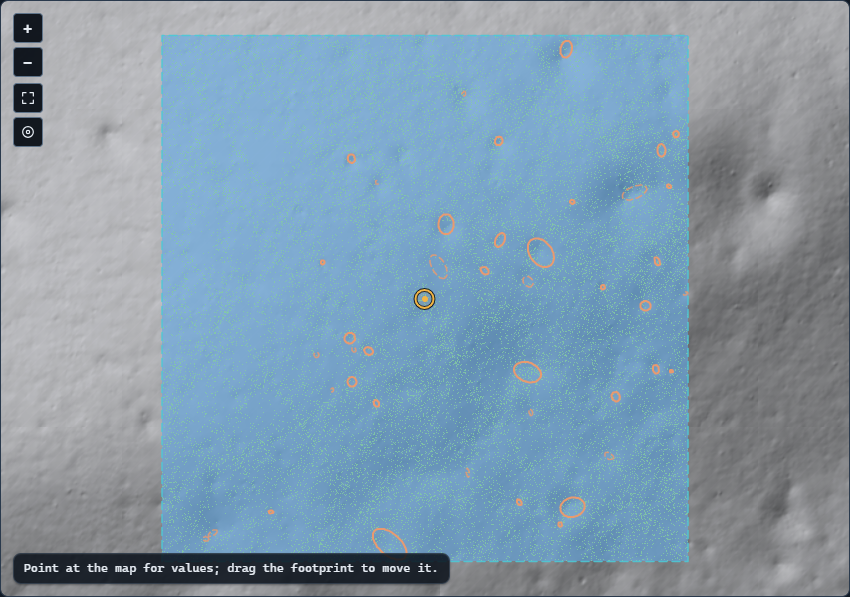 +
−
Point at the map for values; drag the footprint to move it.